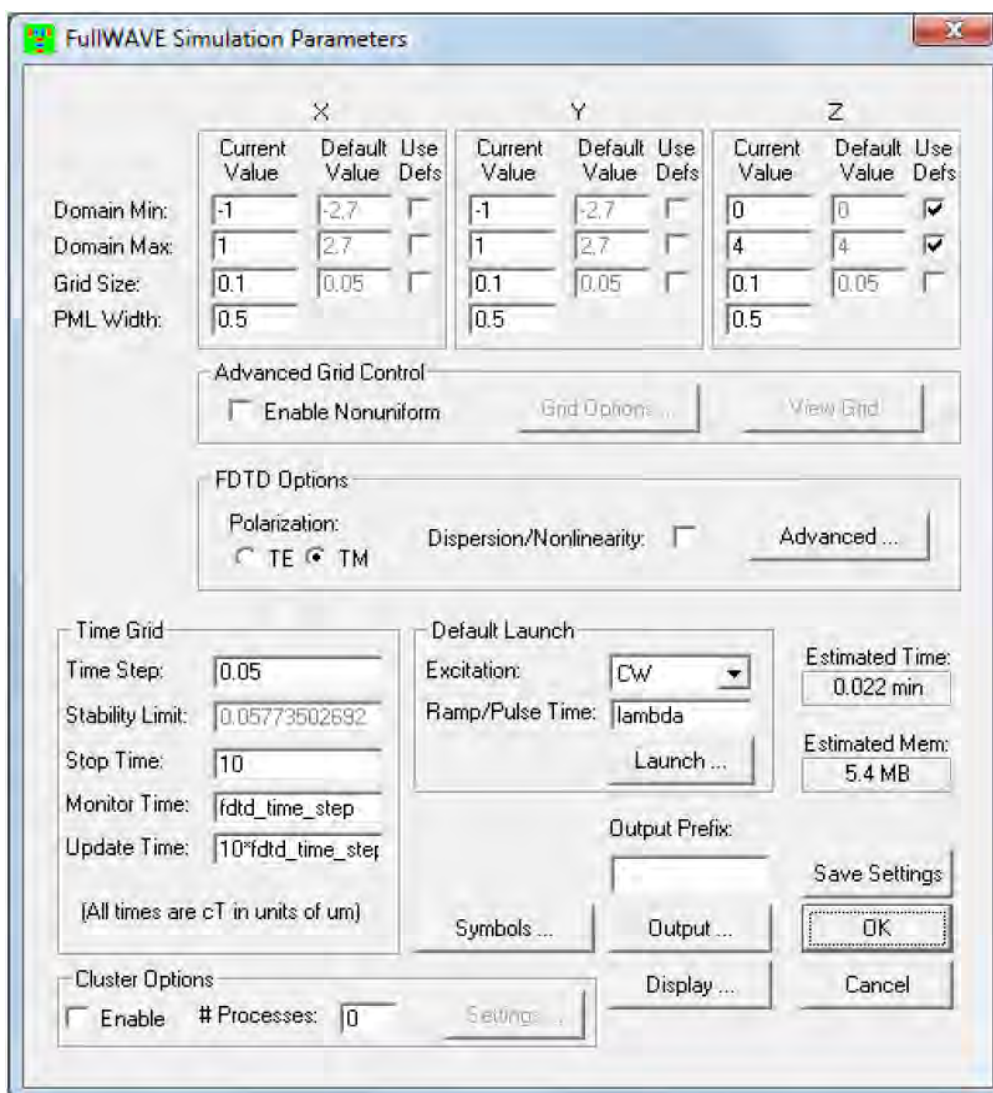 FullWAVE Simulation Parameters
X Y Z
Current Value Default Value Use Defs Current Value Default Value Use Defs Current Value Default Value Use Defs
Domain Min: -1 -2.7 -1 -2.7 0 0
Domain Max: 1 2.7 1 2.7 4 4
Grid Size: 0.1 0.05 0.1 0.05 0.1 0.05
PML Width: 0.5 0.5 0.5
Advanced Grid Control
Enable Nonuniform Grid Options ... View Grid
FDTD Options
Polarization:
TE TM Dispersion/Nonlinearity: Advanced ...
Time Grid
Time Step: 0.05
Stability Limit: 0.05773502692
Stop Time: 10
Monitor Time: fdtd_time_step
Update Time: 10*fdtd_time_step
(All times are cT in units of um)
Default Launch
Excitation: CW
Ramp/Pulse Time: lambda
Launch ...
Estimated Time:
0.022 min
Estimated Mem:
5.4 MB
Output Prefix:
Save Settings
Symbols ... Output ... OK
Display ... Cancel
Cluster Options
Enable # Processes: 0 Settings ...